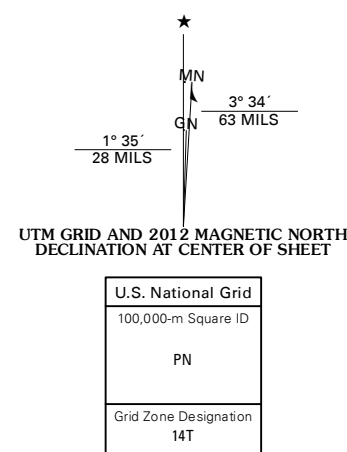 ★
MN
3° 34´
63 MILS
GN
1° 35´
28 MILS
UTM GRID AND 2012 MAGNETIC NORTH
DECLINATION AT CENTER OF SHEET
U.S. National Grid
100,000-m Square ID
PN
Grid Zone Designation
14T